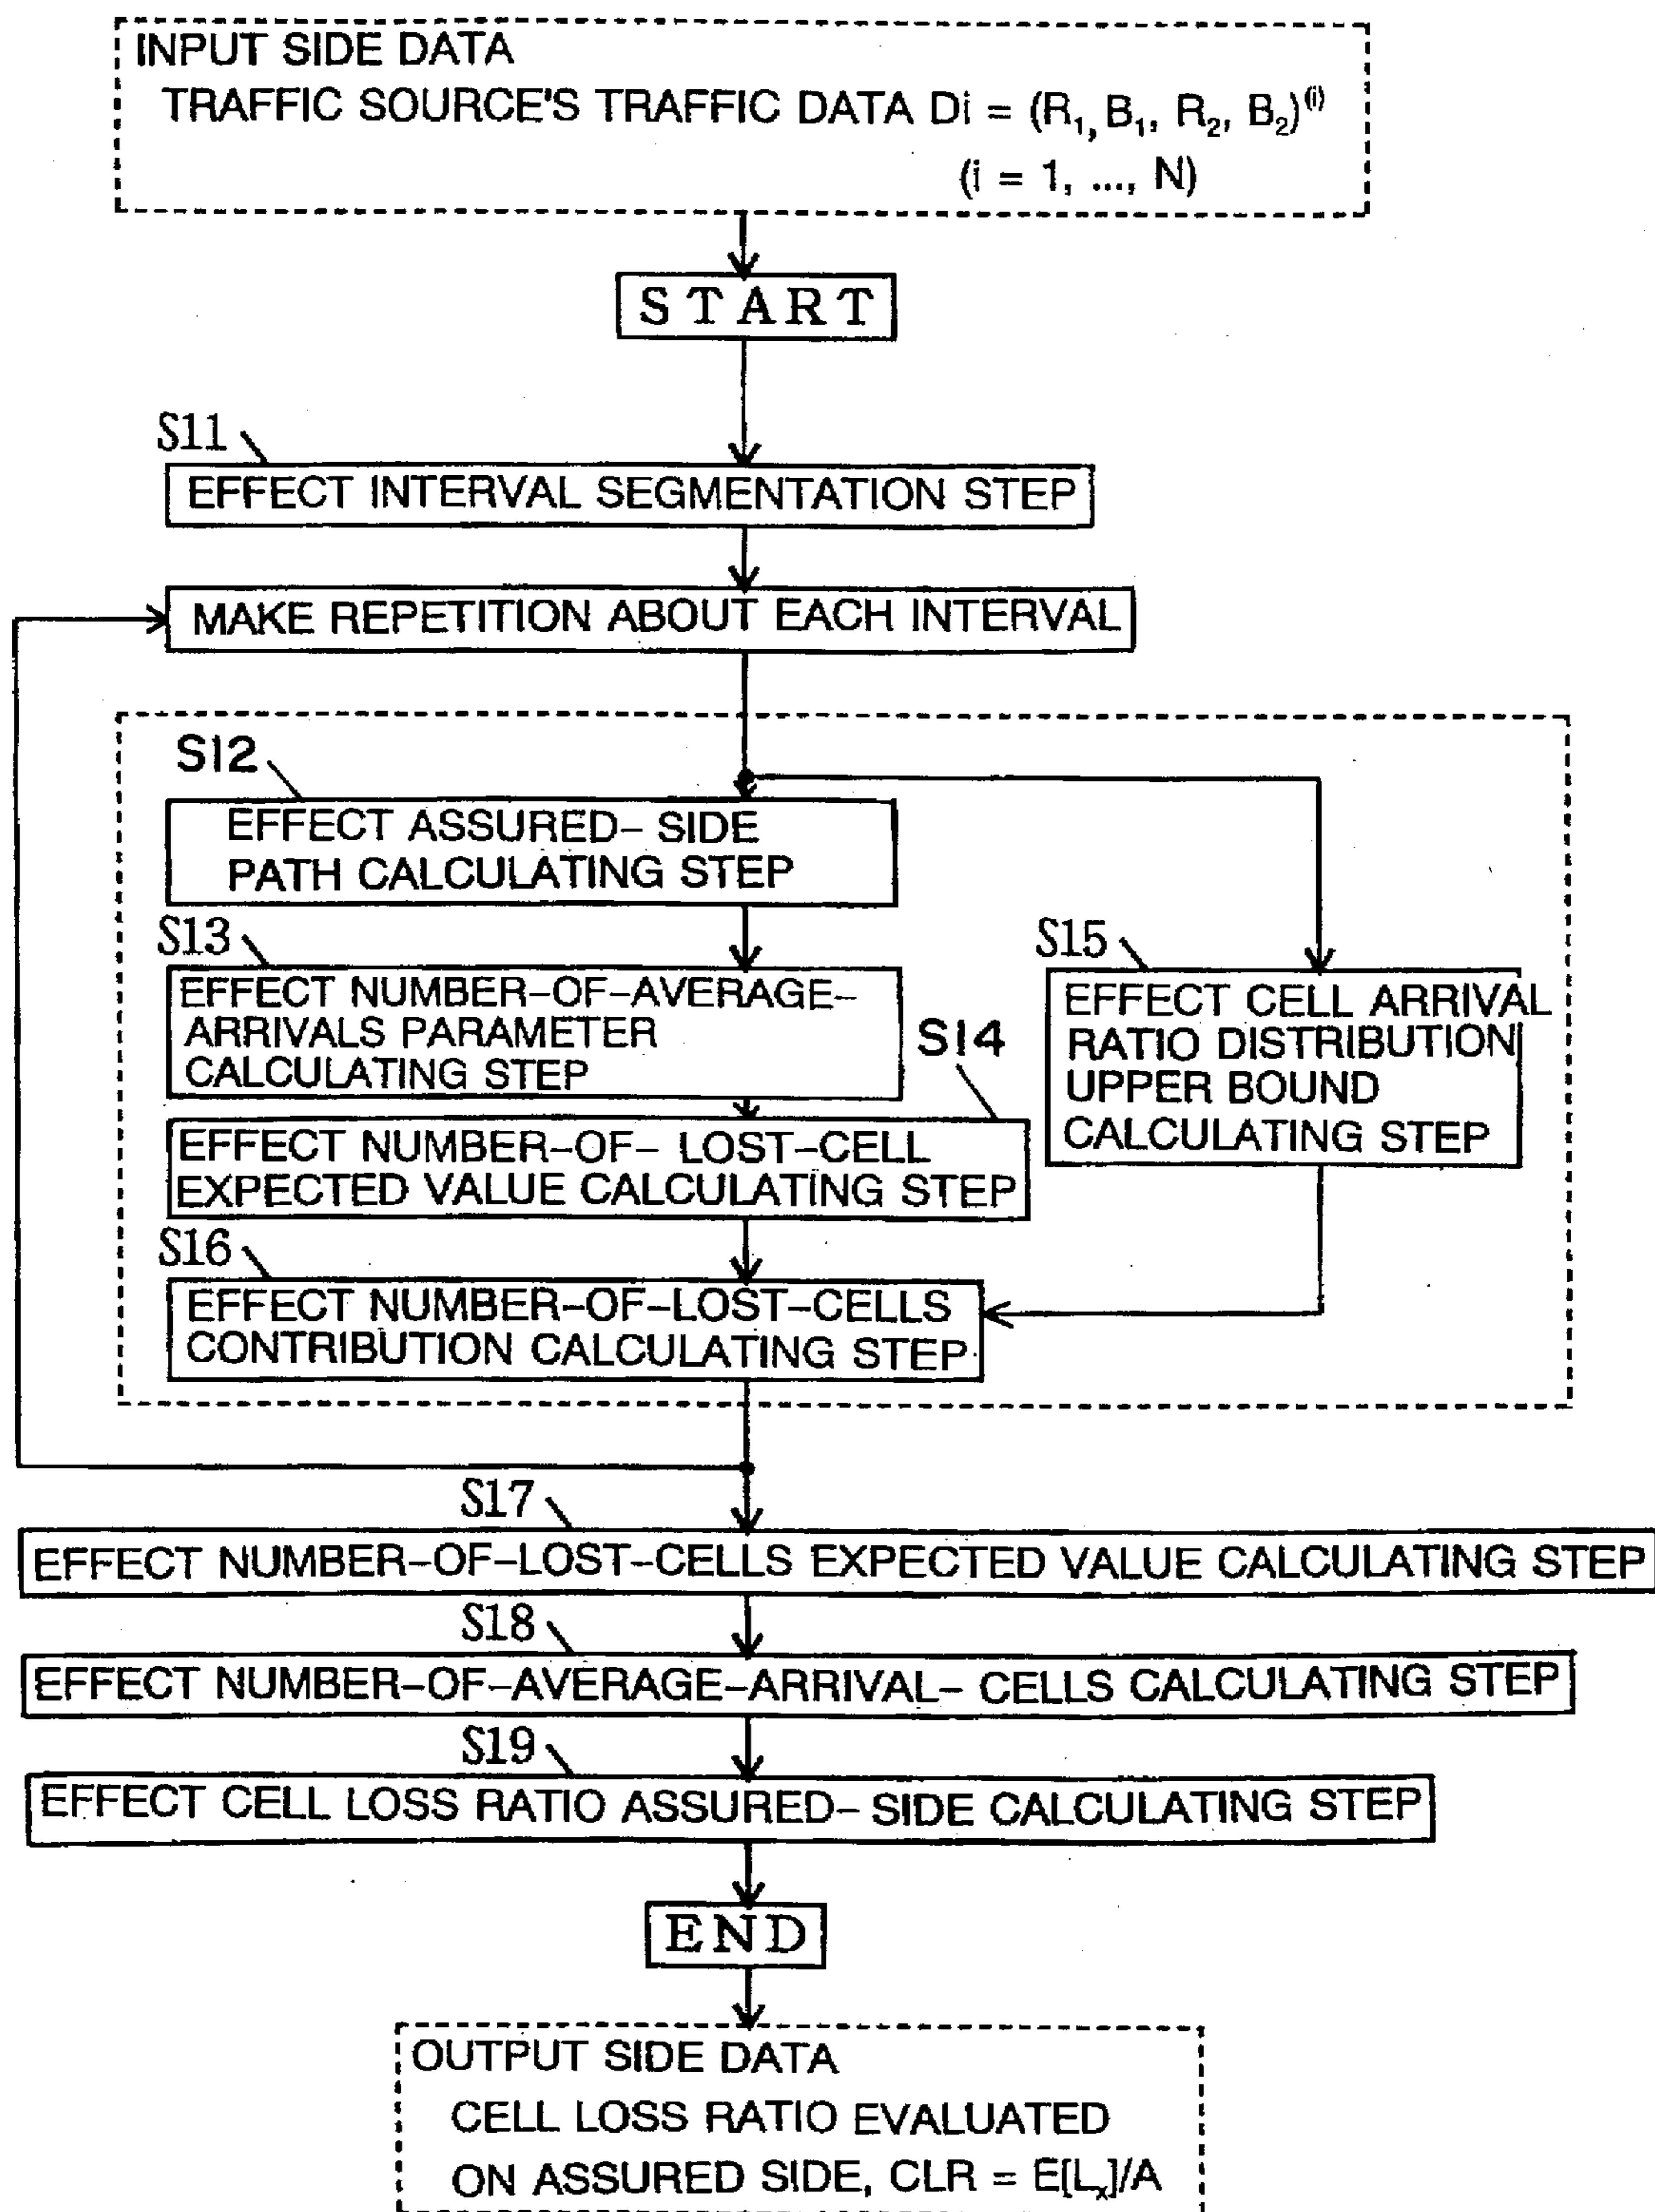 INPUT SIDE DATA
TRAFFIC SOURCE'S TRAFFIC DATA Di = (R₁, B₁, R₂, B₂)⁽ⁱ⁾
(i = 1, ..., N)
START
S11
EFFECT INTERVAL SEGMENTATION STEP
MAKE REPETITION ABOUT EACH INTERVAL
S12
EFFECT ASSURED-SIDE
PATH CALCULATING STEP
S13
EFFECT NUMBER-OF-AVERAGE-
ARRIVALS PARAMETER
CALCULATING STEP
S14
EFFECT NUMBER-OF-LOST-CELL
EXPECTED VALUE CALCULATING STEP
S15
EFFECT CELL ARRIVAL
RATIO DISTRIBUTION
UPPER BOUND
CALCULATING STEP
S16
EFFECT NUMBER-OF-LOST-CELLS
CONTRIBUTION CALCULATING STEP
S17
EFFECT NUMBER-OF-LOST-CELLS EXPECTED VALUE CALCULATING STEP
S18
EFFECT NUMBER-OF-AVERAGE-ARRIVAL-CELLS CALCULATING STEP
S19
EFFECT CELL LOSS RATIO ASSURED-SIDE CALCULATING STEP
END
OUTPUT SIDE DATA
CELL LOSS RATIO EVALUATED
ON ASSURED SIDE, CLR = E[Lₓ]/A